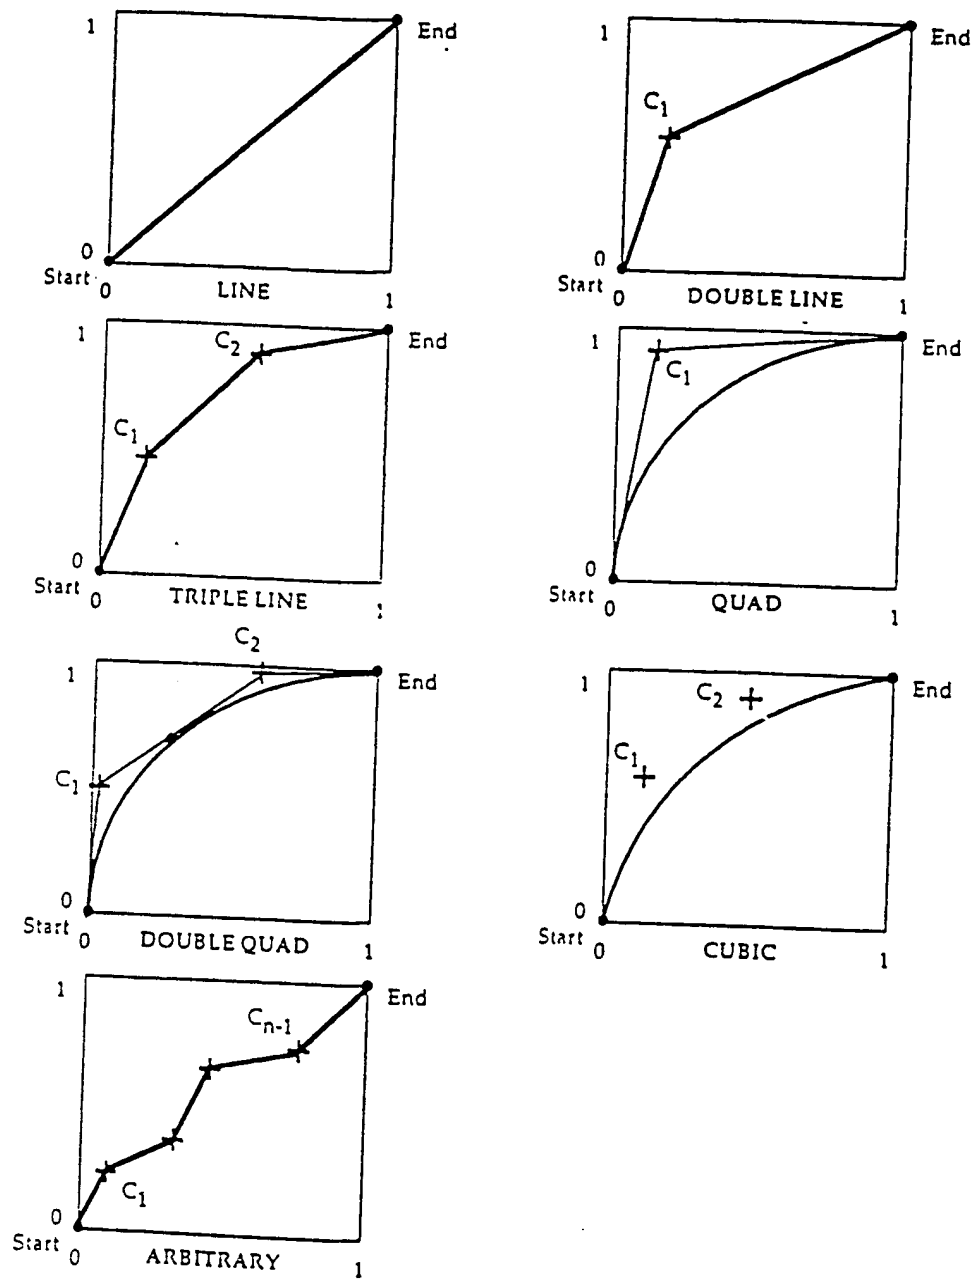 1
End
0
Start
0
LINE
1
1
End
C1
0
Start
0
DOUBLE LINE
1
1
C2
End
C1
0
Start
0
TRIPLE LINE
1
1
End
C1
0
Start
0
QUAD
1
C2
1
End
C1
0
Start
0
DOUBLE QUAD
1
1
C2
End
C1
0
Start
0
CUBIC
1
1
End
Cn-1
C1
0
Start
0
ARBITRARY
1